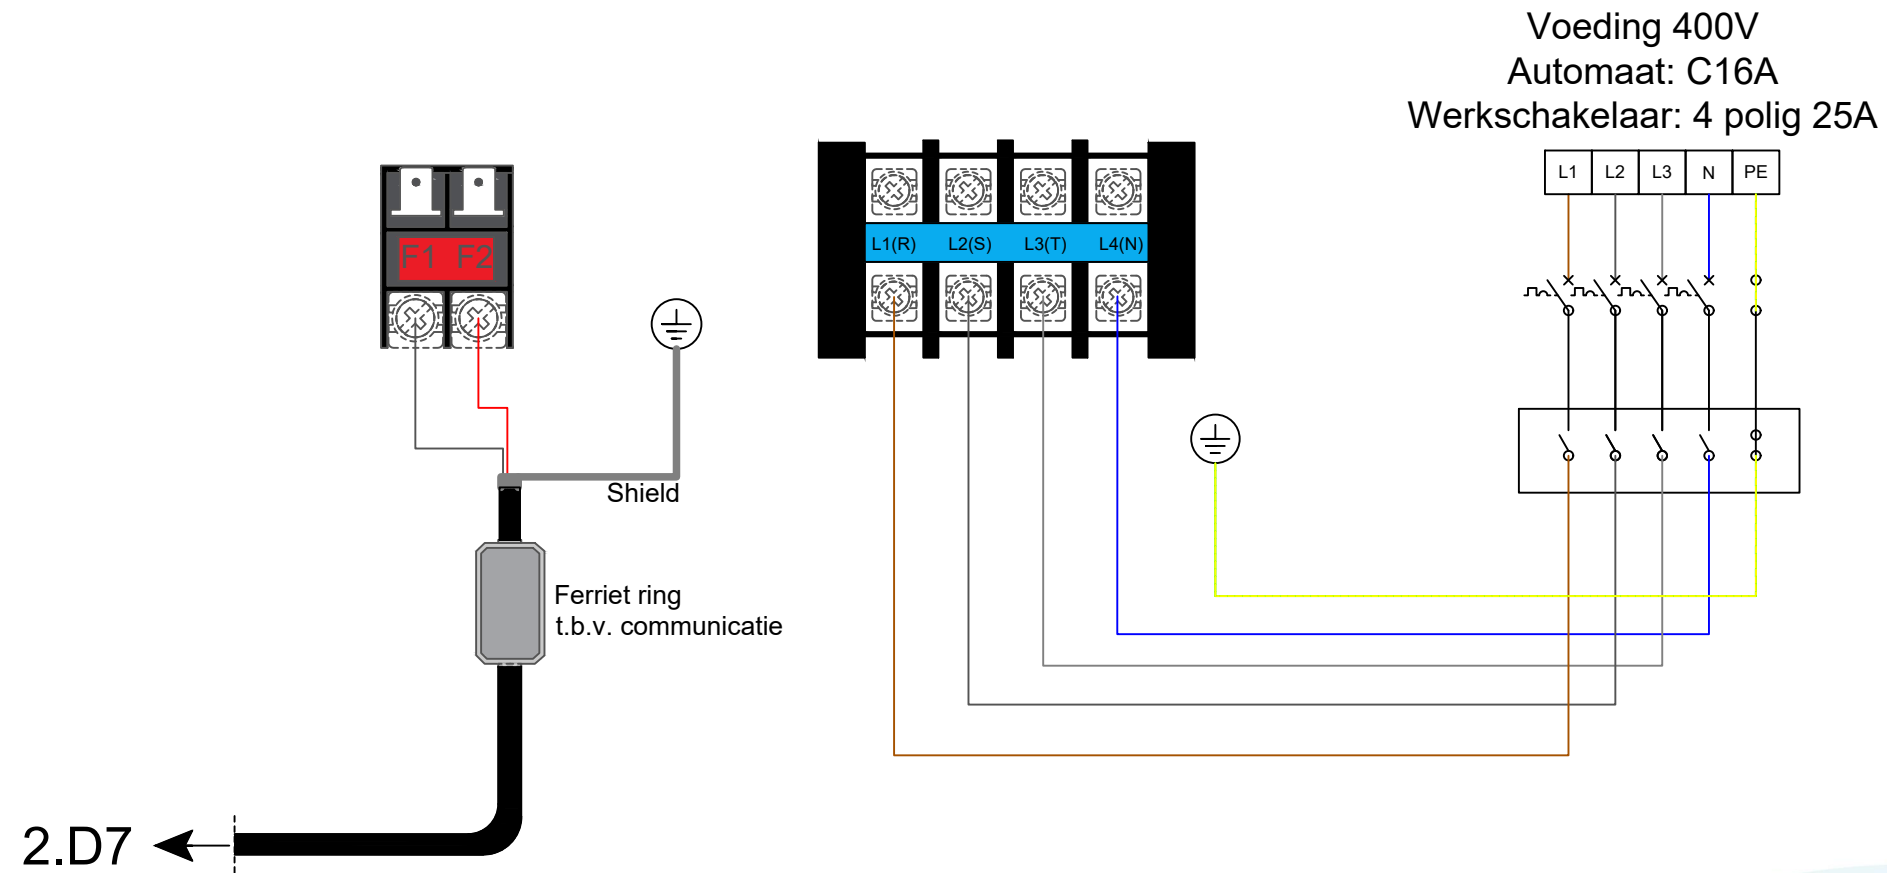 Voeding 400V
Automaat: C16A
Werkschakelaar: 4 polig 25A
L1 L2 L3 N PE
F1 F2
L1(R) L2(S) L3(T) L4(N)
Shield
Ferriet ring
t.b.v. communicatie
2.D7